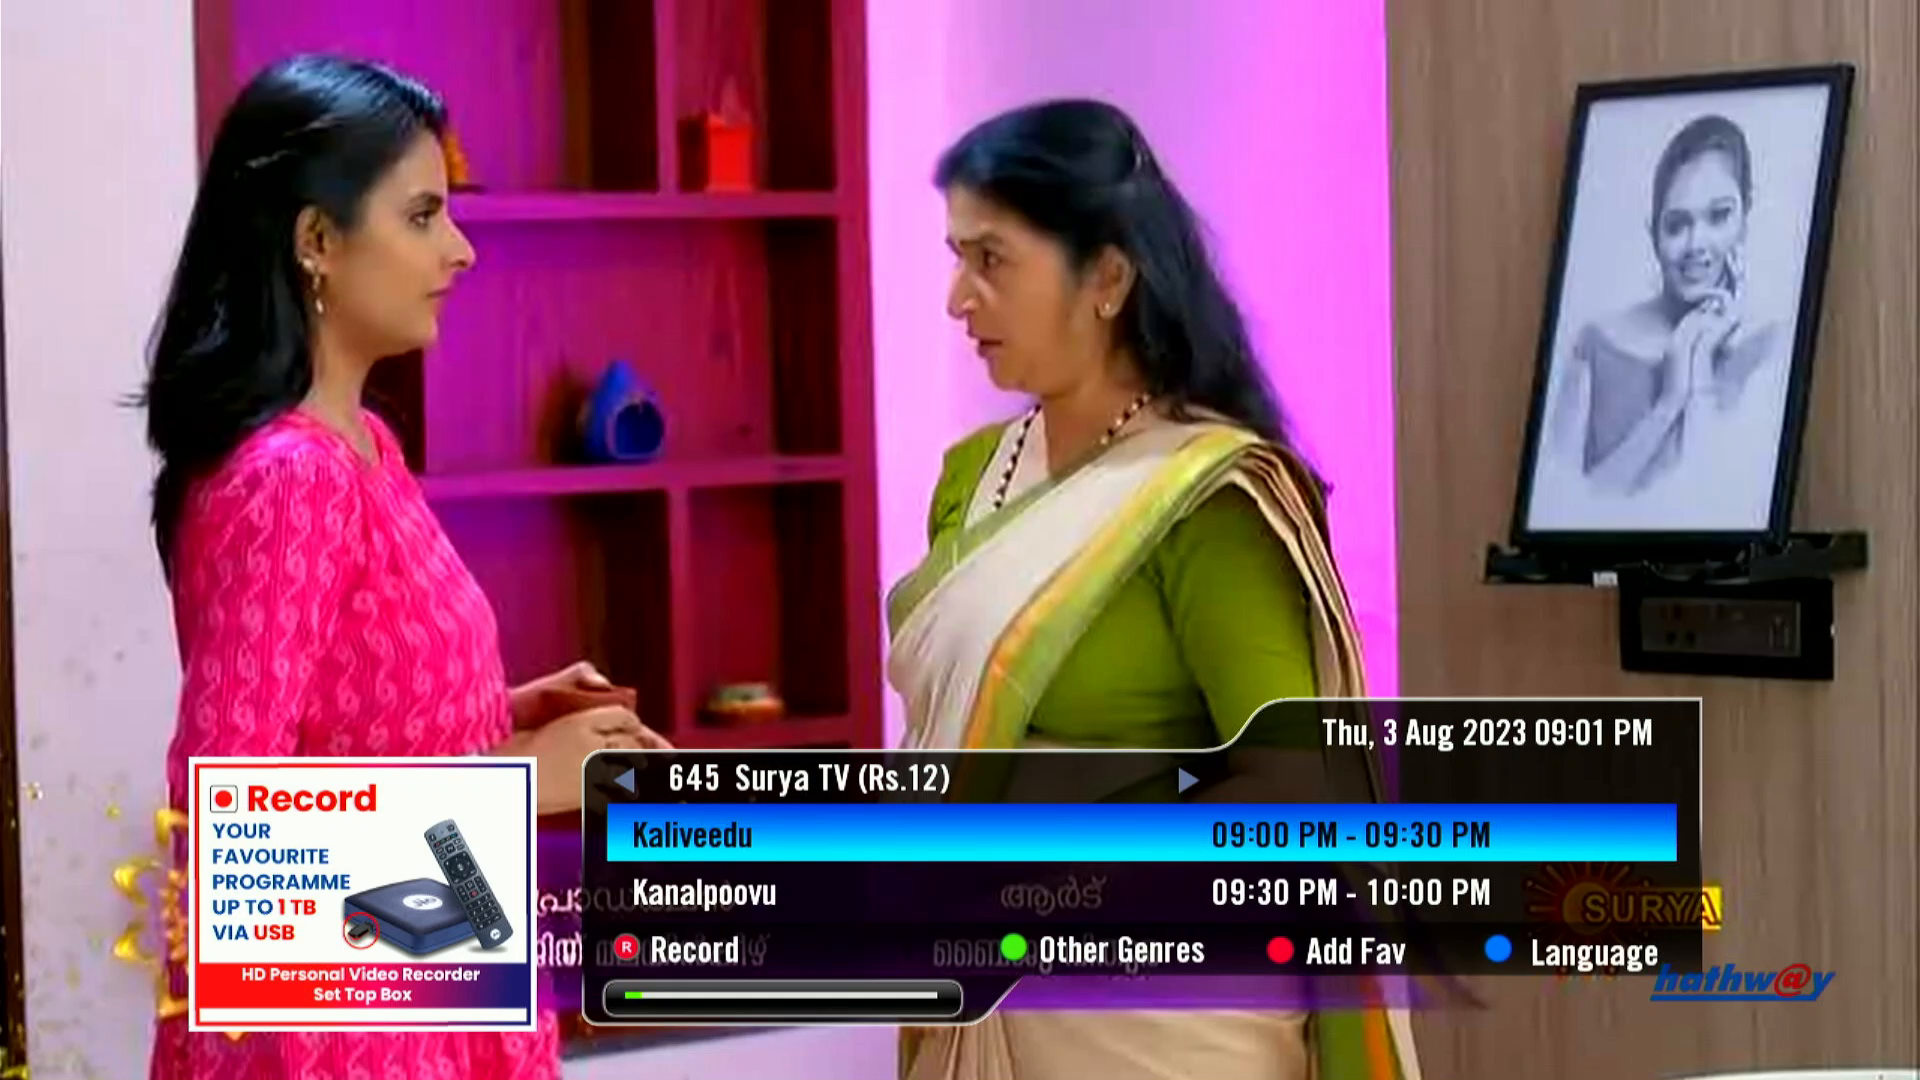 Thu, 3 Aug 2023 09:01 PM
645 Surya TV (Rs.12)
Kaliveedu 09:00 PM - 09:30 PM
Kanalpoovu 09:30 PM - 10:00 PM
R Record Other Genres Add Fav Language
Record
YOUR
FAVOURITE
PROGRAMME
UP TO 1 TB
VIA USB
Jio
HD Personal Video Recorder
Set Top Box
ആർട്
SURYA
hathw@y